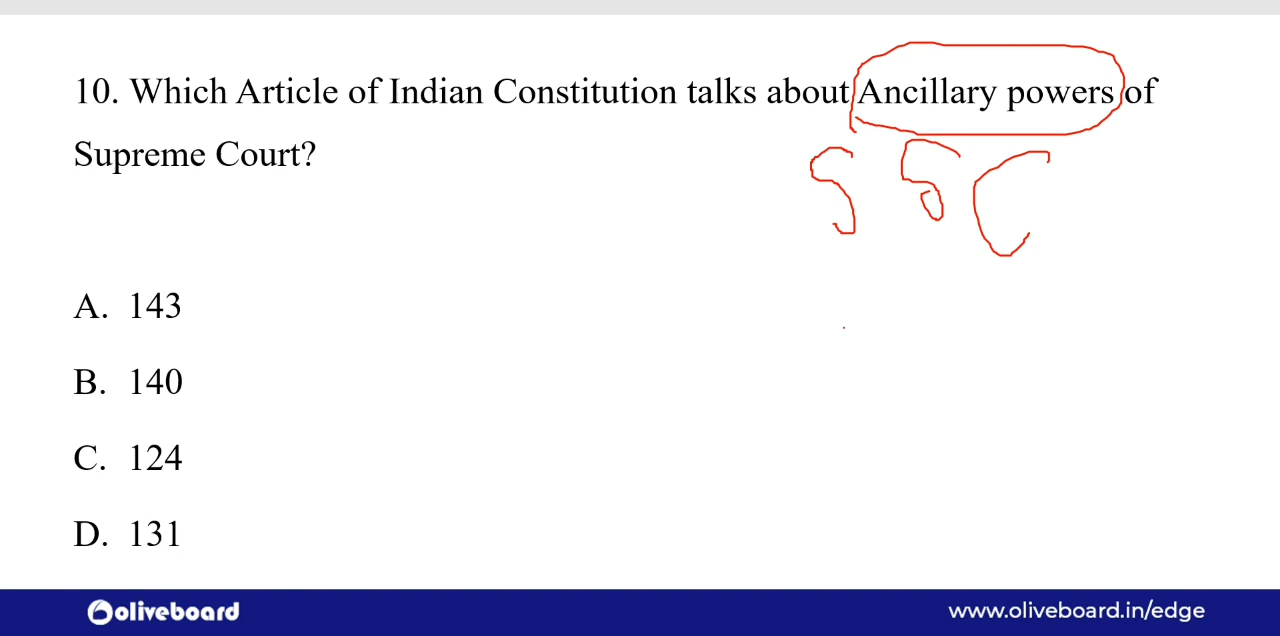 10. Which Article of Indian Constitution talks about Ancillary powers of
Supreme Court?
S S C
A. 143
B. 140
C. 124
D. 131
oliveboard
www.oliveboard.in/edge